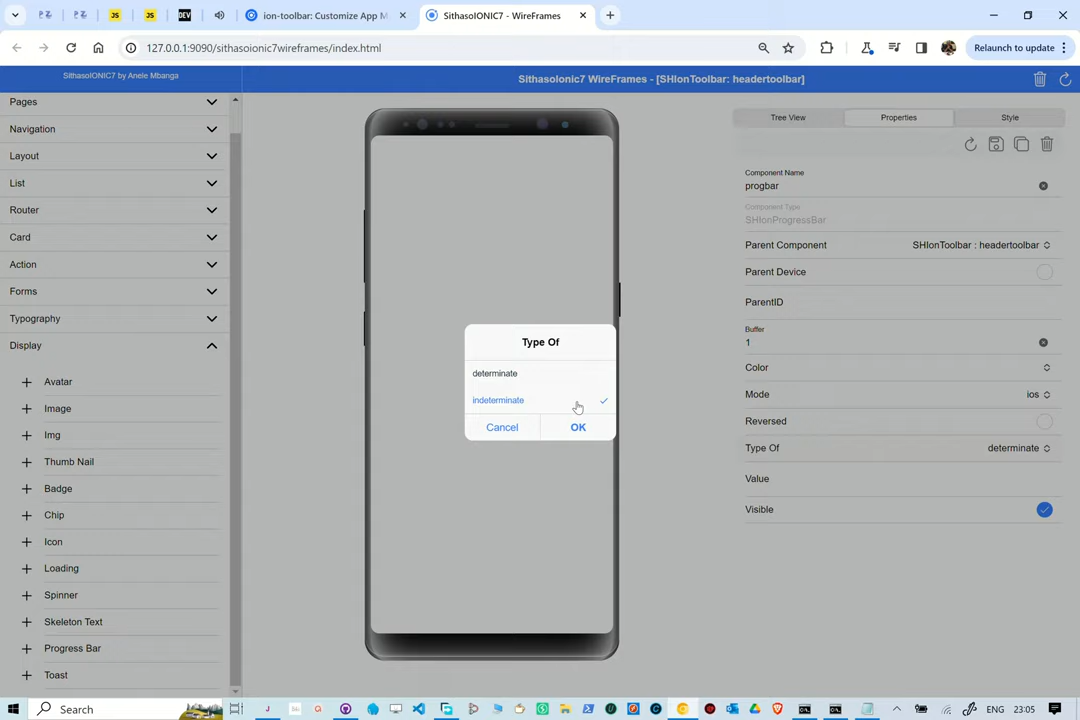 JS
JS
DEV
ion-toolbar: Customize App M
SithasoIONIC7 - WireFrames
127.0.0.1:9090/sithasoionic7wireframes/index.html
Relaunch to update
SithasoIONIC7 by Anele Mbanga
SithasoIonic7 WireFrames - [SHIonToolbar: headertoolbar]
Pages
Navigation
Layout
List
Router
Card
Action
Forms
Typography
Display
Avatar
Image
Img
Thumb Nail
Badge
Chip
Icon
Loading
Spinner
Skeleton Text
Progress Bar
Toast
Type Of
determinate
indeterminate
Cancel
OK
Tree View
Properties
Style
Component Name
progbar
Component Type
SHIonProgressBar
Parent Component
SHIonToolbar : headertoolbar
Parent Device
ParentID
Buffer
1
Color
Mode
ios
Reversed
Type Of
determinate
Value
Visible
Search
ENG
23:05